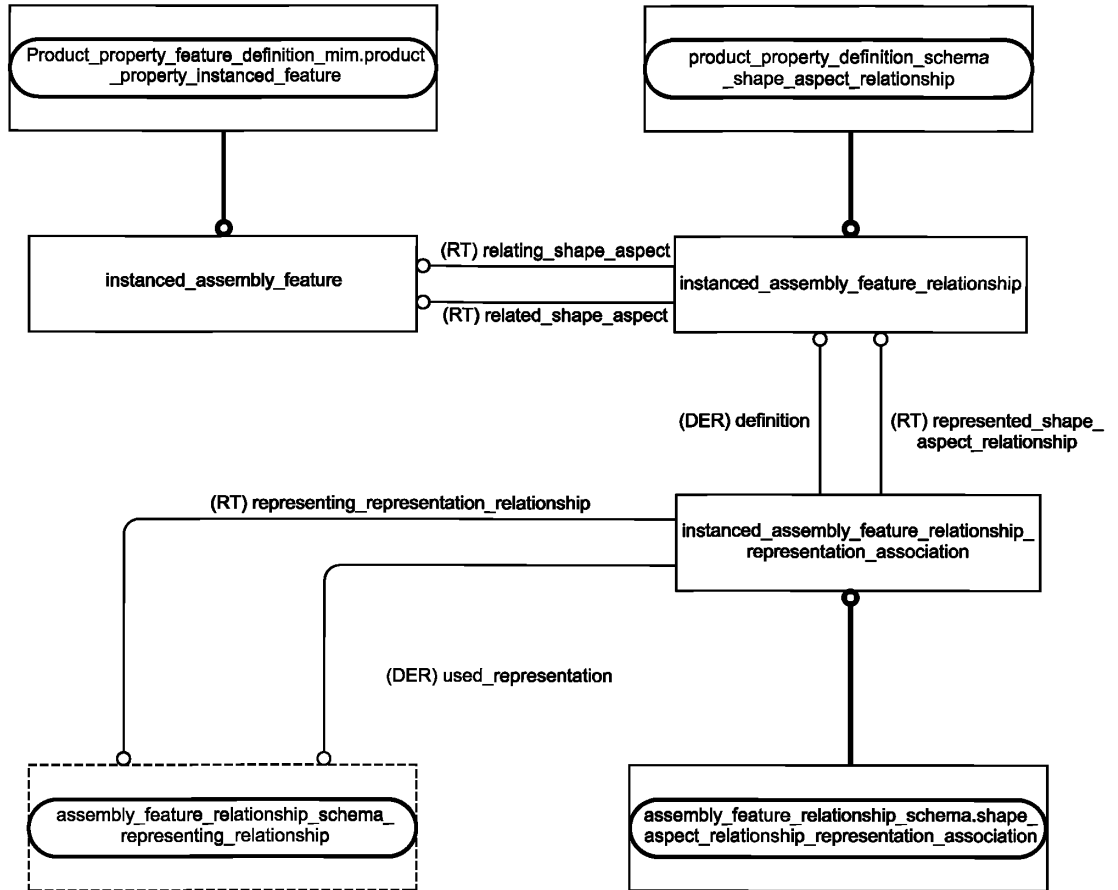 Product_property_feature_definition_mim.product
_property_instanced_feature
product_property_definition_schema
_shape_aspect_relationship
(RT) relating_shape_aspect
instanced_assembly_feature
instanced_assembly_feature_relationship
(RT) related_shape_aspect
(DER) definition
(RT) represented_shape_
aspect_relationship
(RT) representing_representation_relationship
instanced_assembly_feature_relationship_
representation_association
(DER) used_representation
assembly_feature_relationship_schema_
representing_relationship
assembly_feature_relationship_schema.shape_
aspect_relationship_representation_association